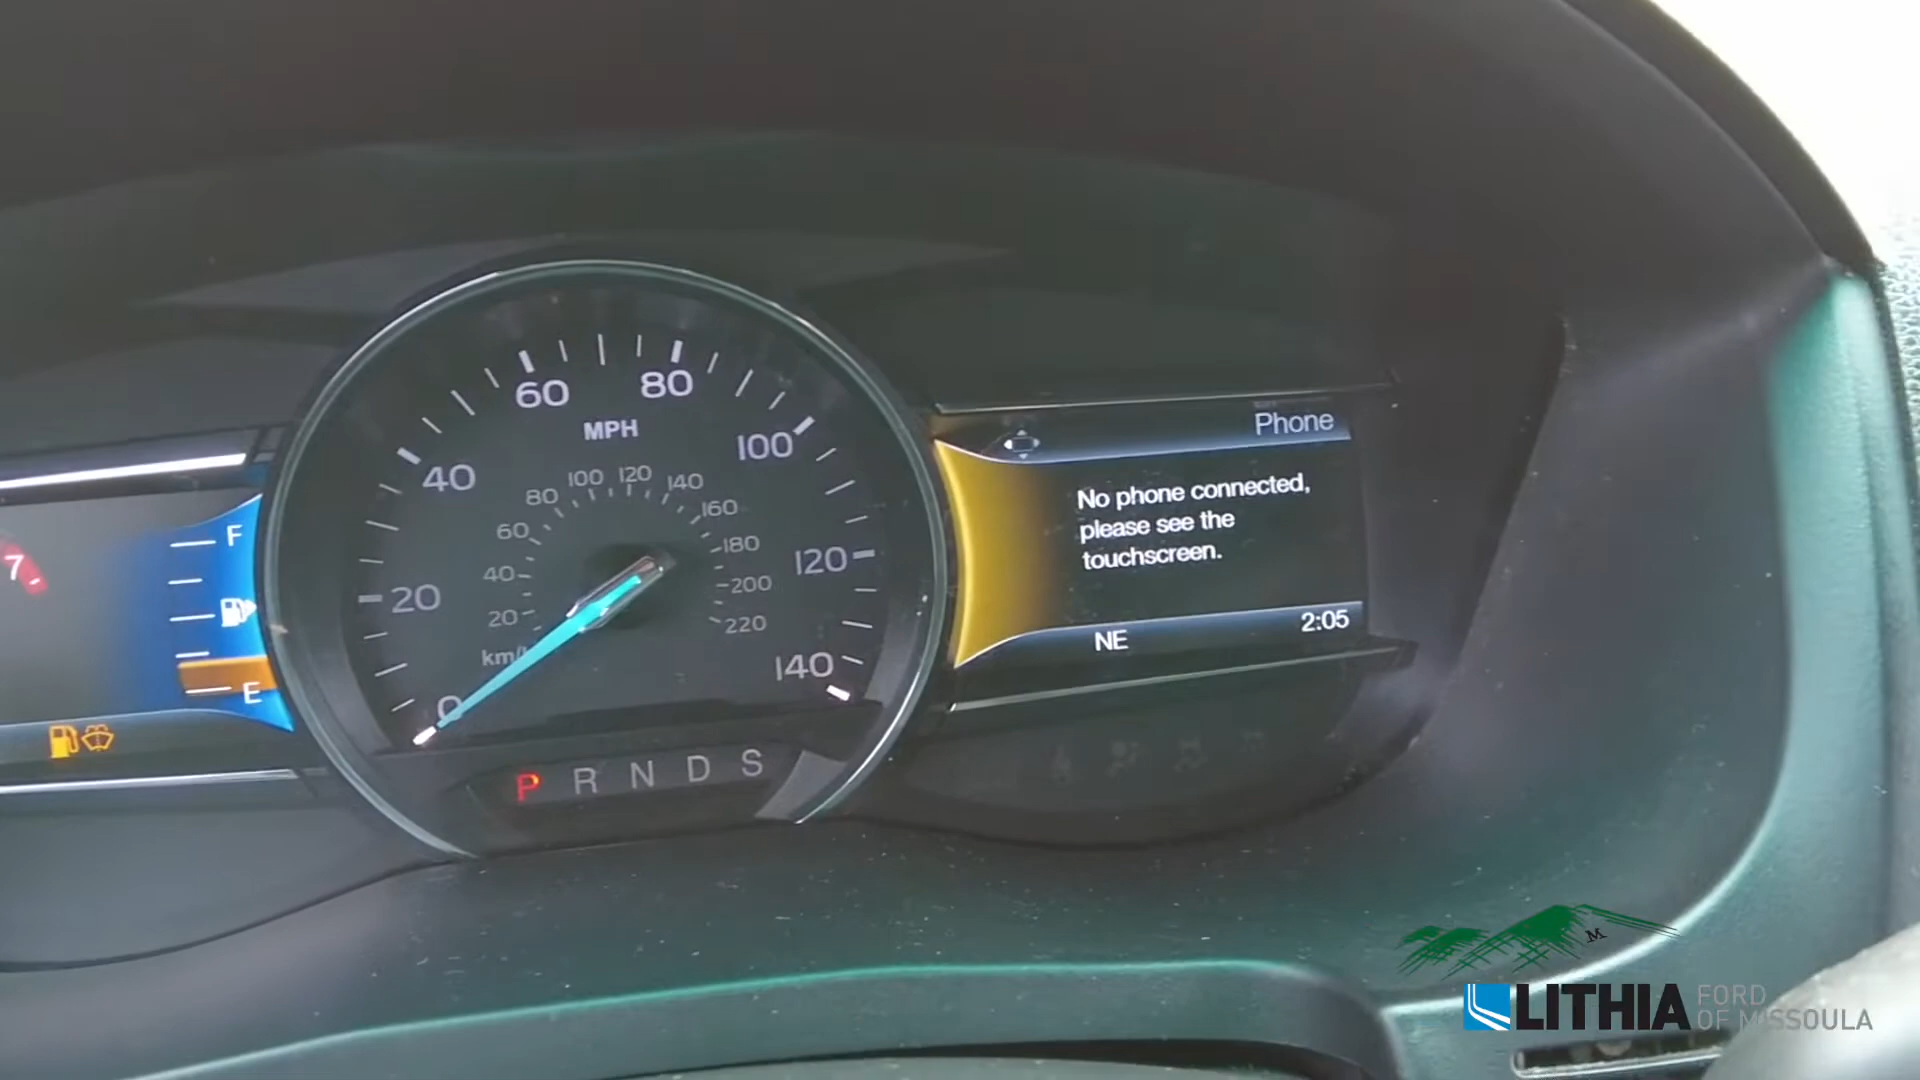 7
F
E
60
80
MPH
40
100
20
120
0
140
80
100
120
140
60
160
40
180
20
200
220
P R N D S
Phone
No phone connected,
please see the
touchscreen.
NE
2:05
M
LITHIA FORD
OF MISSOULA